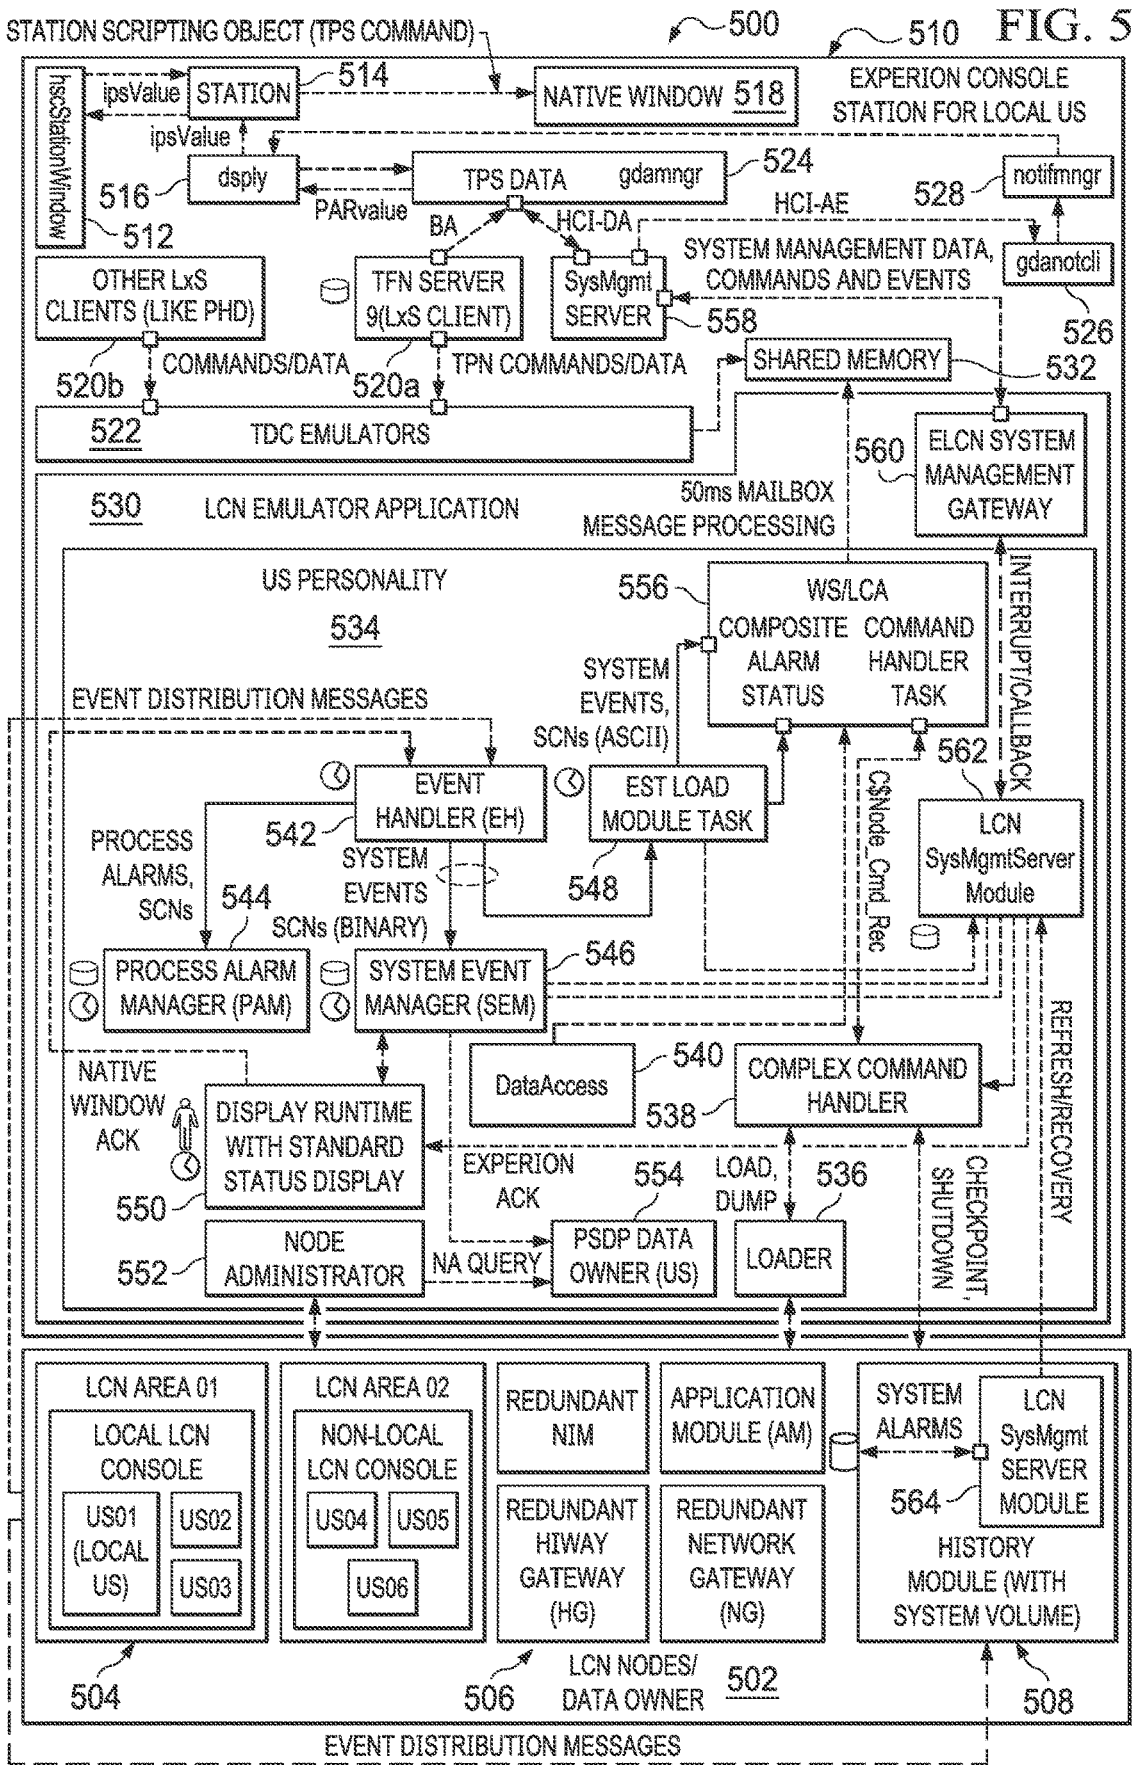 FIG. 5
STATION SCRIPTING OBJECT (TPS COMMAND)
500
510
EXPERION CONSOLE
STATION FOR LOCAL US
hscStationWindow
512
ipsValue
STATION
514
NATIVE WINDOW 518
ipsValue
dsply
516
PARvalue
TPS DATA gdamngr
524
notifmngr
528
BA
HCI-DA
HCI-AE
gdanotcli
526
SYSTEM MANAGEMENT DATA,
COMMANDS AND EVENTS
OTHER LxS
CLIENTS (LIKE PHD)
520b
COMMANDS/DATA
TFN SERVER
9(LxS CLIENT)
520a
TPN COMMANDS/DATA
SysMgmt
SERVER
558
SHARED MEMORY
532
522
TDC EMULATORS
530
LCN EMULATOR APPLICATION
50ms MAILBOX
MESSAGE PROCESSING
560
ELCN SYSTEM
MANAGEMENT
GATEWAY
US PERSONALITY
534
556
WS/LCA
COMPOSITE
ALARM
STATUS
COMMAND
HANDLER
TASK
INTERRUPT/CALLBACK
SYSTEM
EVENTS,
SCNs (ASCII)
EVENT DISTRIBUTION MESSAGES
EVENT
HANDLER (EH)
542
EST LOAD
MODULE TASK
548
C$Node_Cmd_Rec
562
LCN
SysMgmtServer
Module
PROCESS
ALARMS,
SCNs
544
SYSTEM
EVENTS
SCNs (BINARY)
PROCESS ALARM
MANAGER (PAM)
SYSTEM EVENT
MANAGER (SEM)
546
DataAccess
540
COMPLEX COMMAND
HANDLER
538
REFRESH/RECOVERY
NATIVE
WINDOW
ACK
DISPLAY RUNTIME
WITH STANDARD
STATUS DISPLAY
550
EXPERION
ACK
554
LOAD,
DUMP
536
CHECKPOINT,
SHUTDOWN
552
NODE
ADMINISTRATOR
NA QUERY
PSDP DATA
OWNER (US)
LOADER
LCN AREA 01
LOCAL LCN
CONSOLE
US01
(LOCAL
US)
US02
US03
504
LCN AREA 02
NON-LOCAL
LCN CONSOLE
US04
US05
US06
REDUNDANT
NIM
APPLICATION
MODULE (AM)
REDUNDANT
HIWAY
GATEWAY
(HG)
REDUNDANT
NETWORK
GATEWAY
(NG)
506
SYSTEM
ALARMS
LCN
SysMgmt
SERVER
MODULE
564
HISTORY
MODULE (WITH
SYSTEM VOLUME)
508
LCN NODES/
DATA OWNER
502
EVENT DISTRIBUTION MESSAGES